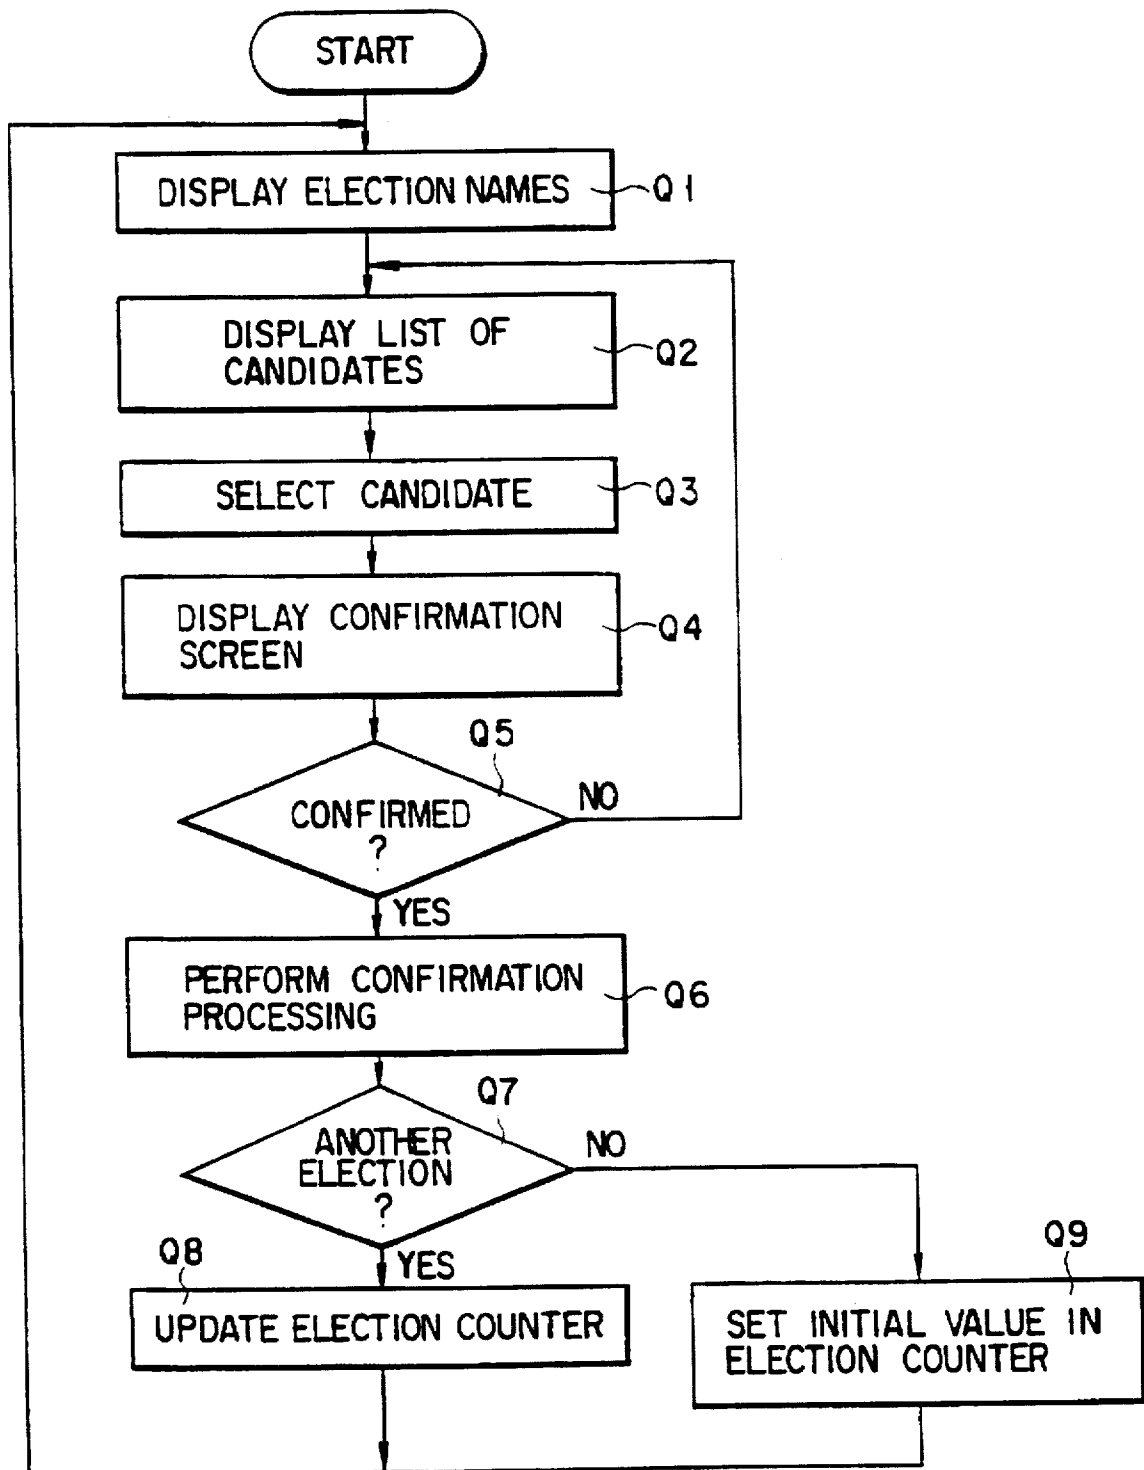 START
DISPLAY ELECTION NAMES
Q1
DISPLAY LIST OF
CANDIDATES
Q2
SELECT CANDIDATE
Q3
DISPLAY CONFIRMATION
SCREEN
Q4
Q5
CONFIRMED
?
NO
YES
PERFORM CONFIRMATION
PROCESSING
Q6
Q7
ANOTHER
ELECTION
?
NO
YES
Q8
UPDATE ELECTION COUNTER
Q9
SET INITIAL VALUE IN
ELECTION COUNTER